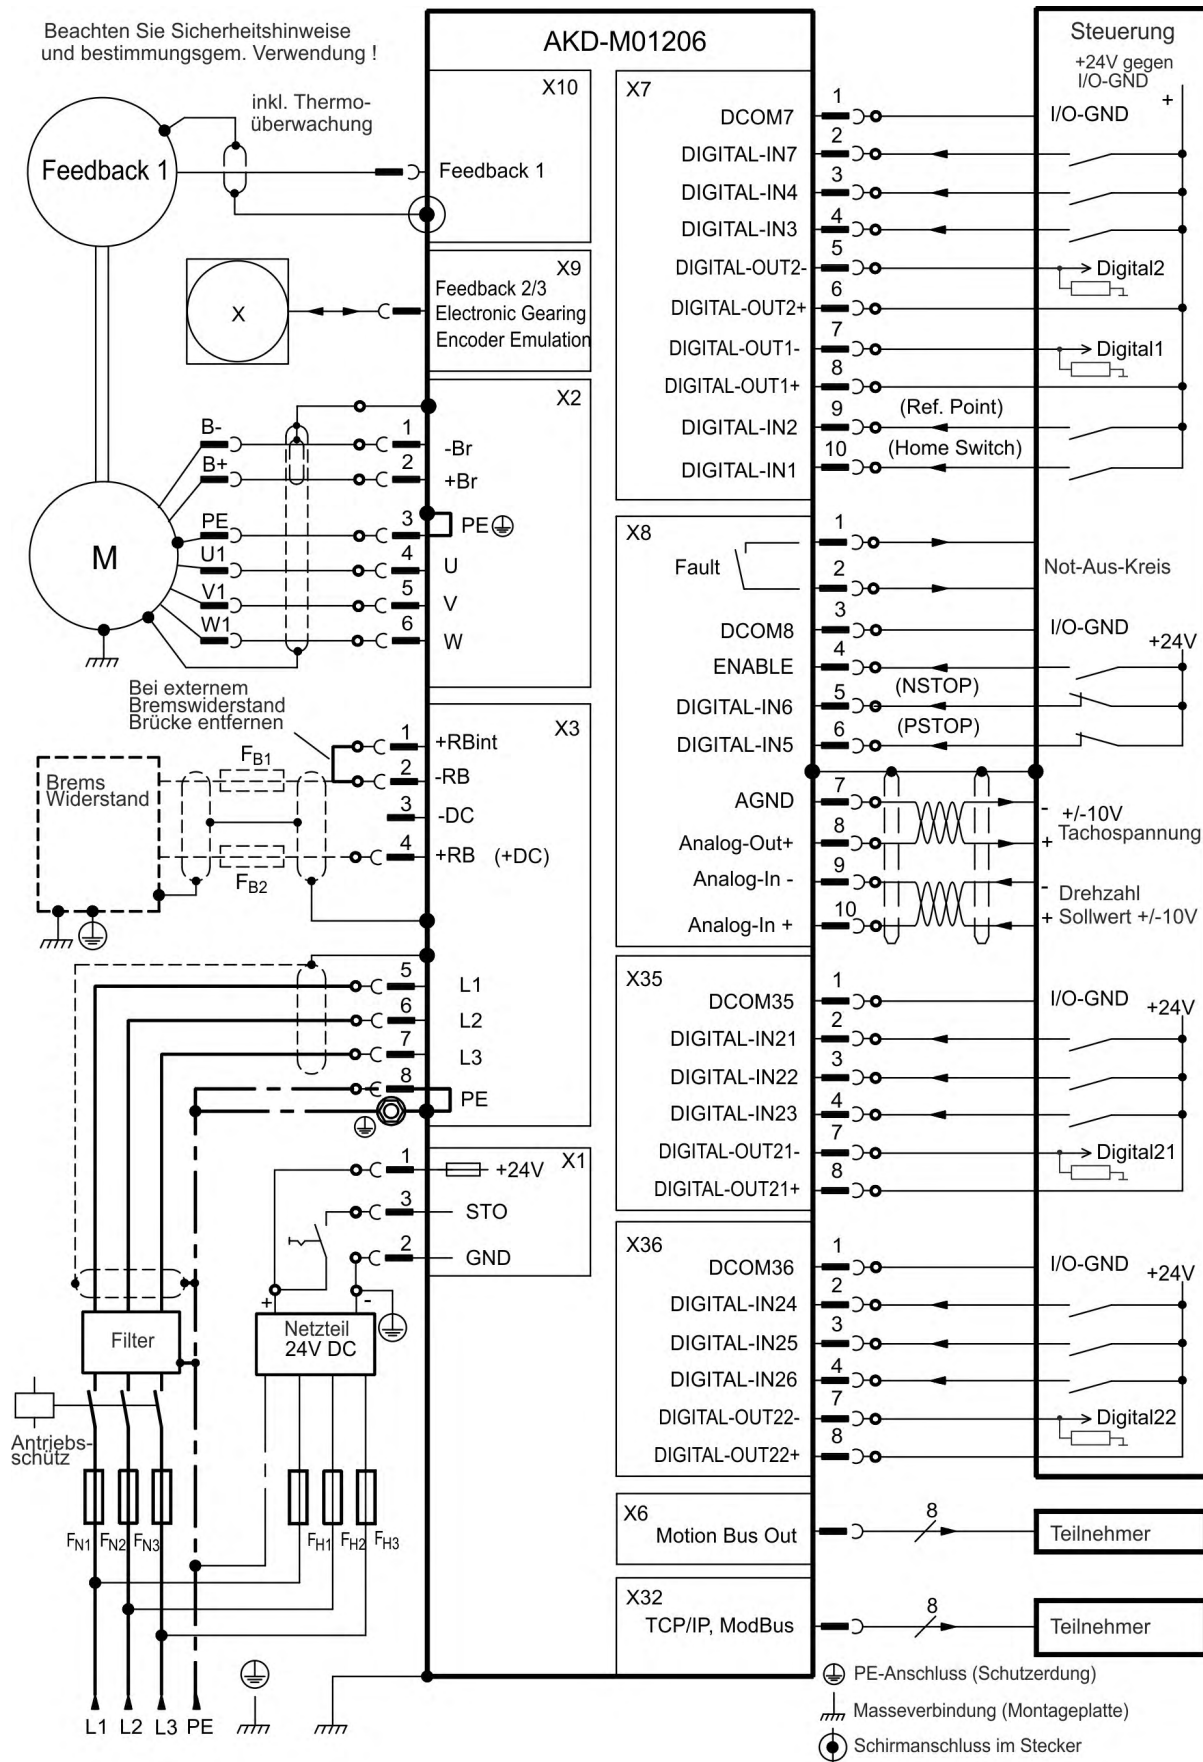 Beachten Sie Sicherheitshinweise
und bestimmungsgem. Verwendung !
AKD-M01206
Steuerung
+24V gegen
I/O-GND
+
inkl. Thermo-
überwachung
Feedback 1
X10
Feedback 1
X9
Feedback 2/3
Electronic Gearing
Encoder Emulation
X
X2
B-
1
-Br
B+
2
+Br
PE
3
PE
U1
4
U
V1
5
V
W1
6
W
M
Bei externem
Bremswiderstand
Brücke entfernen
X3
1
+RBint
2
-RB
3
-DC
4
+RB (+DC)
FB1
FB2
Brems
Widerstand
5
L1
6
L2
7
L3
8
PE
X1
1
+24V
3
STO
2
GND
+
-
Netzteil
24V DC
Filter
Antriebs-
schütz
FN1
FN2
FN3
FH1
FH2
FH3
L1
L2
L3
PE
X7
DCOM7
1
I/O-GND
DIGITAL-IN7
2
DIGITAL-IN4
3
DIGITAL-IN3
4
DIGITAL-OUT2-
5
Digital2
DIGITAL-OUT2+
6
DIGITAL-OUT1-
7
Digital1
DIGITAL-OUT1+
8
DIGITAL-IN2
9
(Ref. Point)
DIGITAL-IN1
10
(Home Switch)
X8
Fault
1
2
Not-Aus-Kreis
DCOM8
3
I/O-GND
+24V
ENABLE
4
DIGITAL-IN6
5
(NSTOP)
DIGITAL-IN5
6
(PSTOP)
AGND
7
-
+/-10V
Tachospannung
Analog-Out+
8
+
Analog-In -
9
-
Drehzahl
Sollwert +/-10V
Analog-In +
10
+
X35
DCOM35
1
I/O-GND
+24V
DIGITAL-IN21
2
DIGITAL-IN22
3
DIGITAL-IN23
4
DIGITAL-OUT21-
7
Digital21
DIGITAL-OUT21+
8
X36
DCOM36
1
I/O-GND
+24V
DIGITAL-IN24
2
DIGITAL-IN25
3
DIGITAL-IN26
4
DIGITAL-OUT22-
7
Digital22
DIGITAL-OUT22+
8
X6
Motion Bus Out
8
Teilnehmer
X32
TCP/IP, ModBus
8
Teilnehmer
PE-Anschluss (Schutzerdung)
Masseverbindung (Montageplatte)
Schirmanschluss im Stecker